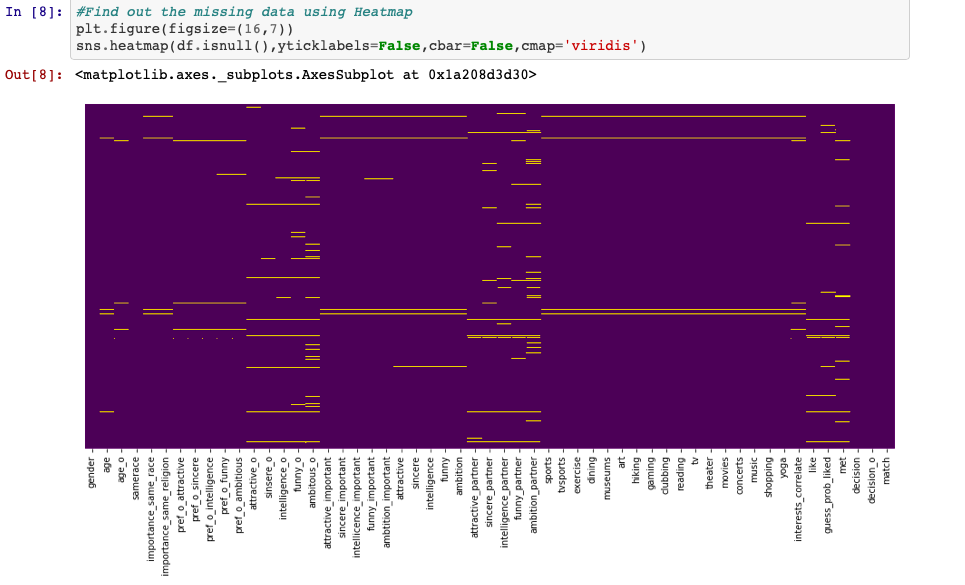 In [8]: #Find out the missing data using Heatmap
plt.figure(figsize=(16,7))
sns.heatmap(df.isnull(),yticklabels=False,cbar=False,cmap='viridis')
Out[8]: <matplotlib.axes._subplots.AxesSubplot at 0x1a208d3d30>
gender
age
age_o
samerace
importance_same_race
importance_same_religion
pref_o_attractive
pref_o_sincere
pref_o_intelligence
pref_o_funny
pref_o_ambitious
attractive_o
sinsere_o
intelligence_o
funny_o
ambitous_o
attractive_important
sincere_important
intellicence_important
funny_important
ambtition_important
attractive
sincere
intelligence
funny
ambition
attractive_partner
sincere_partner
intelligence_partner
funny_partner
ambition_partner
sports
tvsports
exercise
dining
museums
art
hiking
gaming
clubbing
reading
tv
theater
movies
concerts
music
shopping
yoga
interests_correlate
like
guess_prob_liked
met
decision
decision_o
match